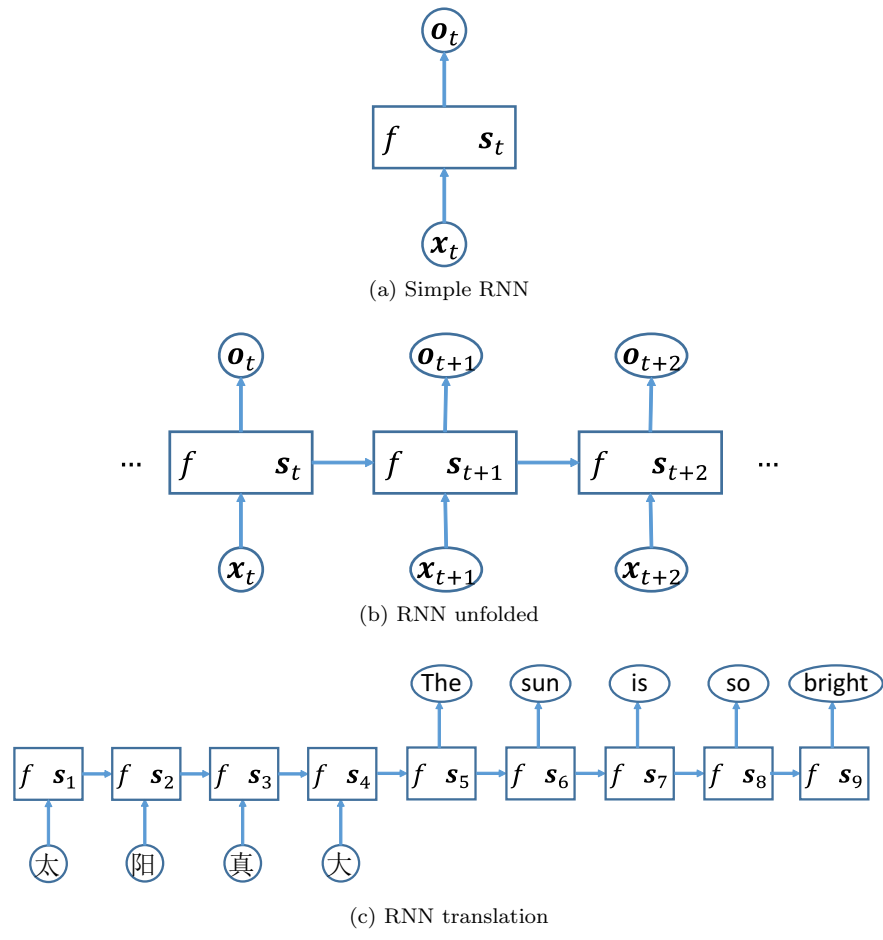 o_t
f s_t
x_t
(a) Simple RNN
o_t o_{t+1} o_{t+2}
... f s_t f s_{t+1} f s_{t+2} ...
x_t x_{t+1} x_{t+2}
(b) RNN unfolded
The sun is so bright
f s_1 f s_2 f s_3 f s_4 f s_5 f s_6 f s_7 f s_8 f s_9
太 阳 真 大
(c) RNN translation